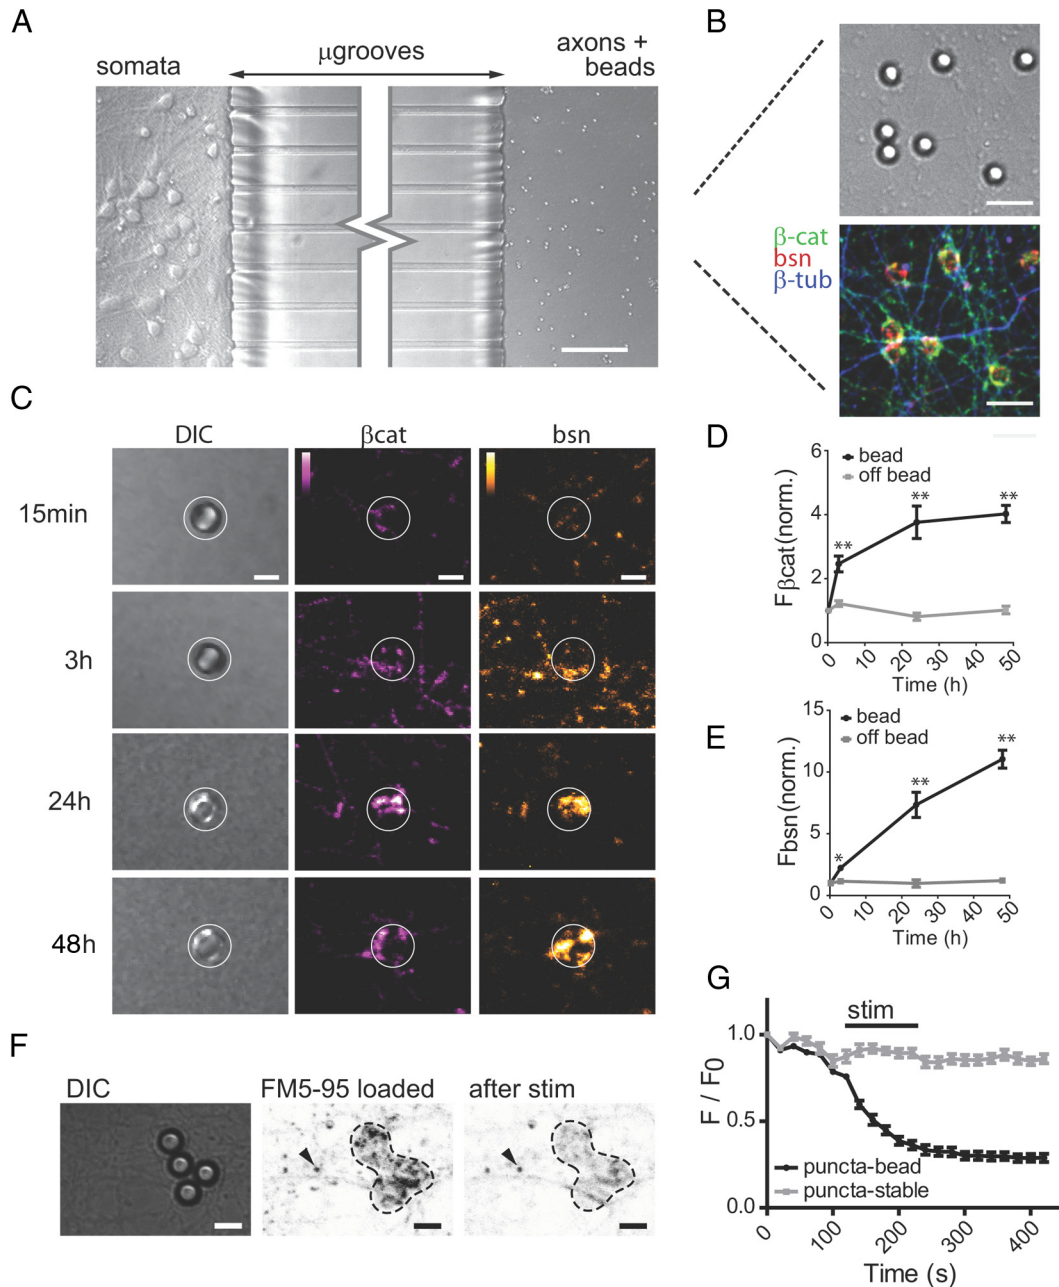 A
somata
μgrooves
axons +
beads
B
β-cat
bsn
β-tub
C
DIC
βcat
bsn
15min
3h
24h
48h
D
bead
off bead
Fβcat(norm.)
6
4
2
0
**
**
**
0
10
20
30
40
50
Time (h)
E
bead
off bead
Fbsn(norm.)
15
10
5
0
*
**
**
0
10
20
30
40
50
Time (h)
F
DIC
FM5-95 loaded
after stim
G
stim
F / F0
1.0
0.5
0.0
puncta-bead
puncta-stable
0
100
200
300
400
Time (s)